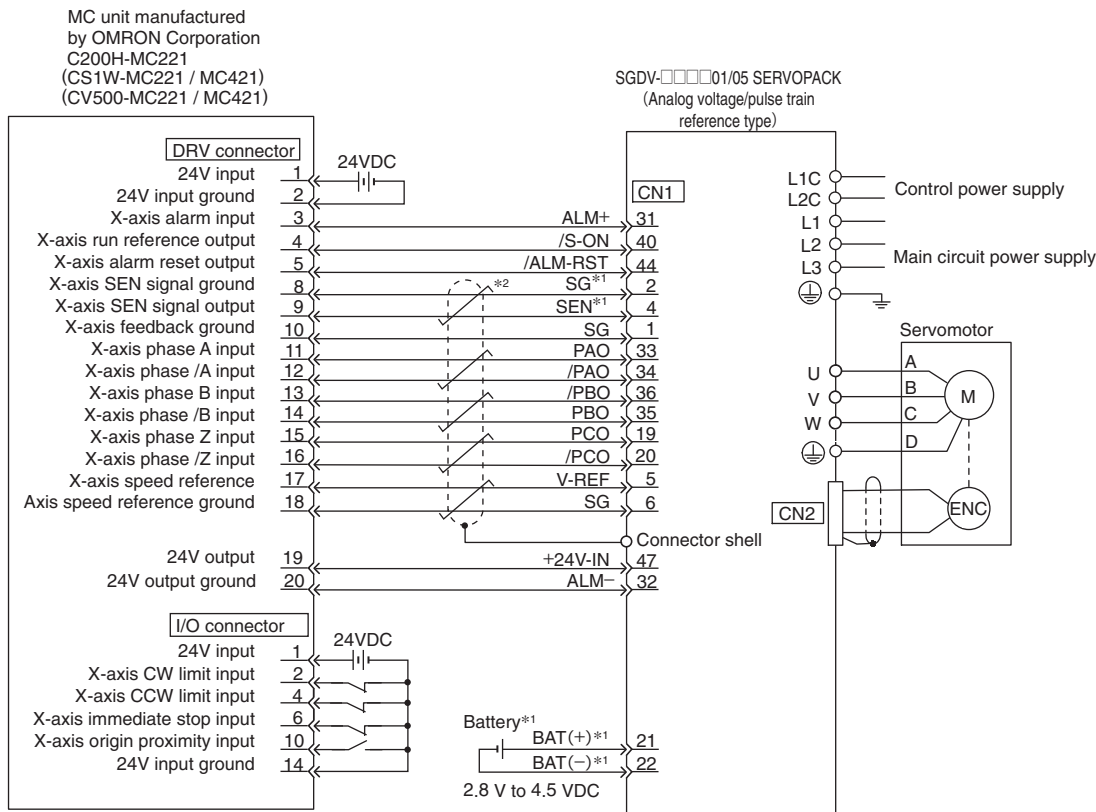 MC unit manufactured
by OMRON Corporation
C200H-MC221
(CS1W-MC221 / MC421)
(CV500-MC221 / MC421)
SGDV-□□□□01/05 SERVOPACK
(Analog voltage/pulse train
reference type)
DRV connector
24VDC
CN1
24V input 1
24V input ground 2
X-axis alarm input 3 ALM+ 31
X-axis run reference output 4 /S-ON 40
X-axis alarm reset output 5 /ALM-RST 44
X-axis SEN signal ground 8 *2 SG*1 2
X-axis SEN signal output 9 SEN*1 4
X-axis feedback ground 10 SG 1
X-axis phase A input 11 PAO 33
X-axis phase /A input 12 /PAO 34
X-axis phase B input 13 /PBO 36
X-axis phase /B input 14 PBO 35
X-axis phase Z input 15 PCO 19
X-axis phase /Z input 16 /PCO 20
X-axis speed reference 17 V-REF 5
Axis speed reference ground 18 SG 6
Connector shell
24V output 19 +24V-IN 47
24V output ground 20 ALM− 32
L1C
L2C
Control power supply
L1
L2
L3
Main circuit power supply
Servomotor
U A
V B
W C
D
M
CN2
ENC
I/O connector
24VDC
24V input 1
X-axis CW limit input 2
X-axis CCW limit input 4
X-axis immediate stop input 6
X-axis origin proximity input 10
24V input ground 14
Battery*1
BAT(+)*1 21
BAT(−)*1 22
2.8 V to 4.5 VDC